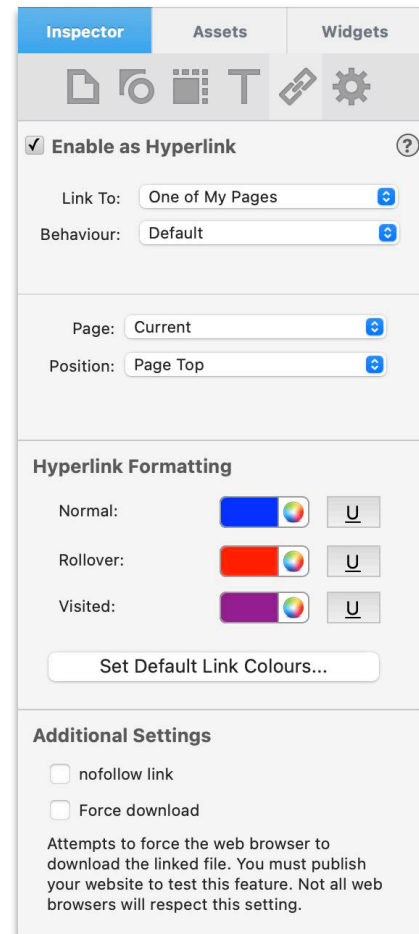 Inspector Assets Widgets
T
✓ Enable as Hyperlink ?
Link To: One of My Pages
Behaviour: Default
Page: Current
Position: Page Top
Hyperlink Formatting
Normal: U
Rollover: U
Visited: U
Set Default Link Colours...
Additional Settings
nofollow link
Force download
Attempts to force the web browser to
download the linked file. You must publish
your website to test this feature. Not all web
browsers will respect this setting.